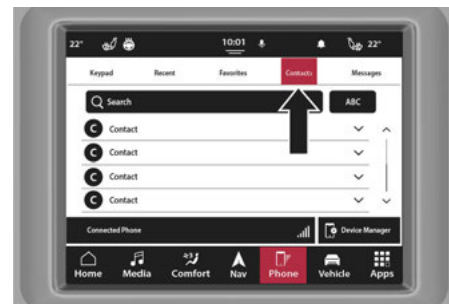 22° 10:01 22°
Keypad Recent Favorites Contacts Messages
Search ABC
C Contact
C Contact
C Contact
C Contact
Connected Phone Device Manager
Home Media Comfort Nav Phone Vehicle Apps